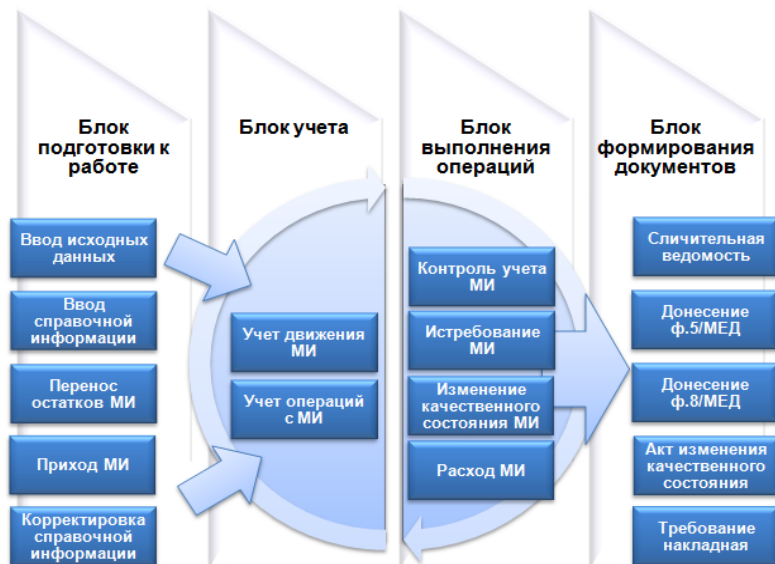 Блок
подготовки к
работе
Ввод исходных
данных
Ввод
справочной
информации
Перенос
остатков МИ
Приход МИ
Корректировка
справочной
информации
Блок учета
Учет движения
МИ
Учет операций
с МИ
Блок
выполнения
операций
Контроль учета
МИ
Истребование
МИ
Изменение
качественного
состояния МИ
Расход МИ
Блок
формирования
документов
Сличительная
ведомость
Донесение
ф.5/МЕД
Донесение
ф.8/МЕД
Акт изменения
качественного
состояния
Требование
накладная